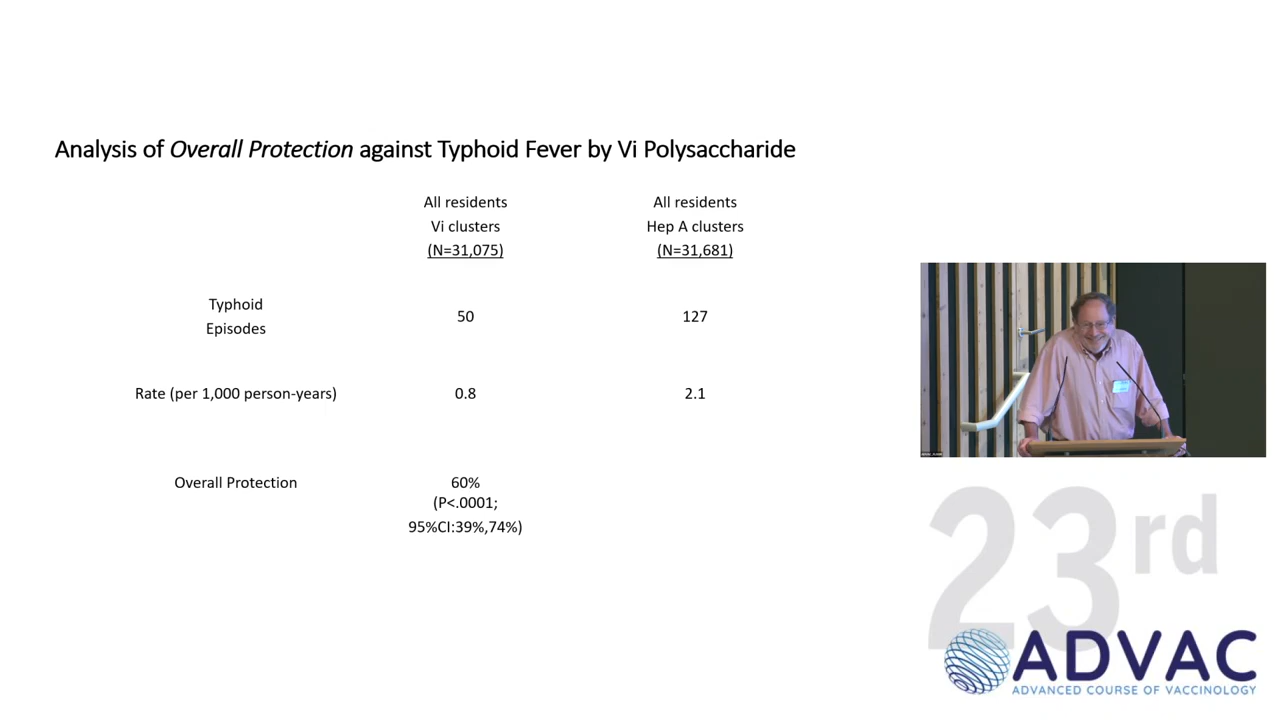 Analysis of Overall Protection against Typhoid Fever by Vi Polysaccharide
All residents
Vi clusters
(N=31,075)
All residents
Hep A clusters
(N=31,681)
Typhoid
Episodes
50
127
Rate (per 1,000 person-years)
0.8
2.1
Overall Protection
60%
(P<.0001;
95%CI:39%,74%)
23rd
ADVAC
ADVANCED COURSE OF VACCINOLOGY